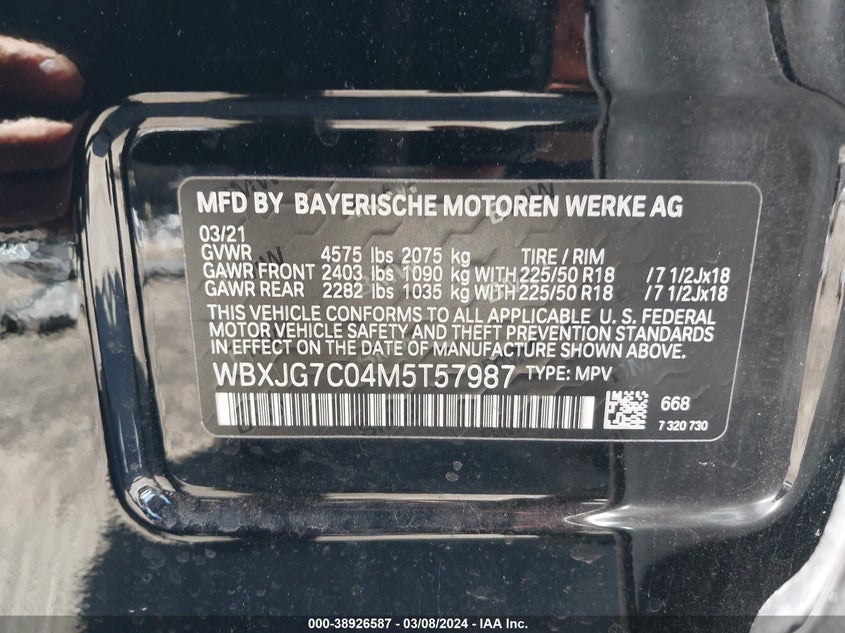 MFD BY BAYERISCHE MOTOREN WERKE AG
03/21
GVWR 4575 lbs 2075 kg TIRE / RIM
GAWR FRONT 2403 lbs 1090 kg WITH 225/50 R18 /7 1/2Jx18
GAWR REAR 2282 lbs 1035 kg WITH 225/50 R18 /7 1/2Jx18
THIS VEHICLE CONFORMS TO ALL APPLICABLE U. S. FEDERAL
MOTOR VEHICLE SAFETY AND THEFT PREVENTION STANDARDS
IN EFFECT ON THE DATE OF MANUFACTURE SHOWN ABOVE.
WBXJG7C04M5T57987 TYPE: MPV
668
7 320 730
000-38926587 - 03/08/2024 - IAAI.com